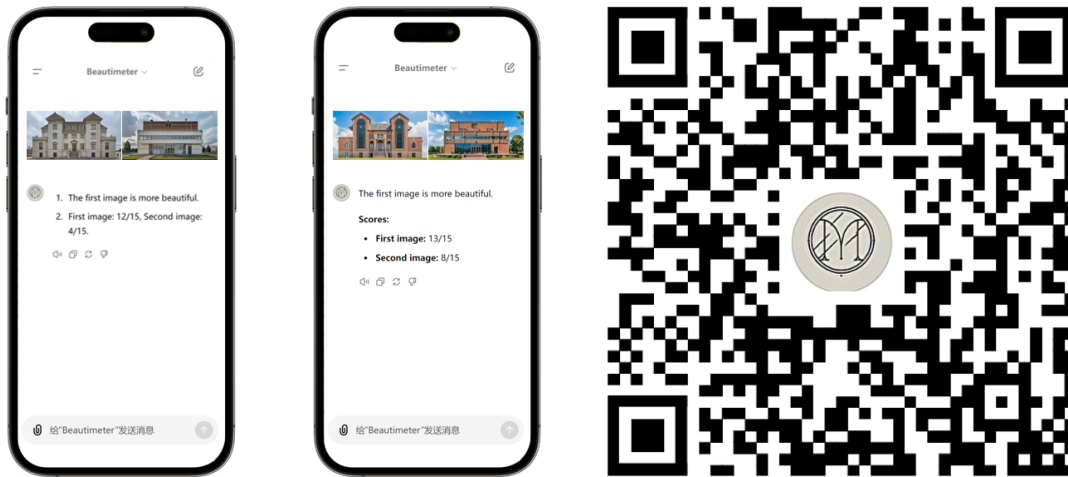 Beautimeter
1. The first image is more beautiful.
2. First image: 12/15, Second image:
4/15.
给“Beautimeter”发送消息
Beautimeter
The first image is more beautiful.
Scores:
• First image: 13/15
• Second image: 8/15
给“Beautimeter”发送消息
M